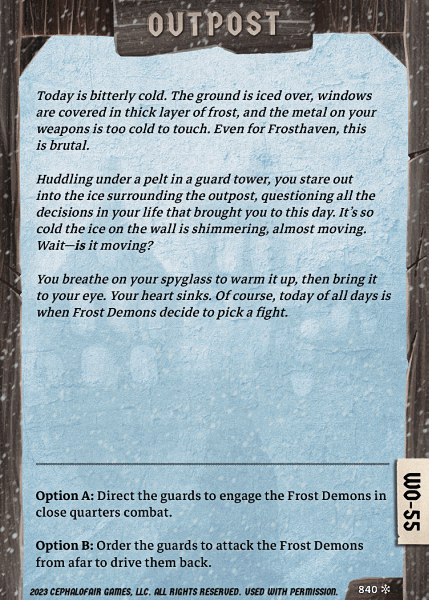 OUTPOST
Today is bitterly cold. The ground is iced over, windows
are covered in thick layer of frost, and the metal on your
weapons is too cold to touch. Even for Frosthaven, this
is brutal.
Huddling under a pelt in a guard tower, you stare out
into the ice surrounding the outpost, questioning all the
decisions in your life that brought you to this day. It's so
cold the ice on the wall is shimmering, almost moving.
Wait—is it moving?
You breathe on your spyglass to warm it up, then bring it
to your eye. Your heart sinks. Of course, today of all days is
when Frost Demons decide to pick a fight.
Option A: Direct the guards to engage the Frost Demons in
close quarters combat.
Option B: Order the guards to attack the Frost Demons
from afar to drive them back.
WO-55
2023 CEPHALOFAIR GAMES, LLC. ALL RIGHTS RESERVED. USED WITH PERMISSION.
840